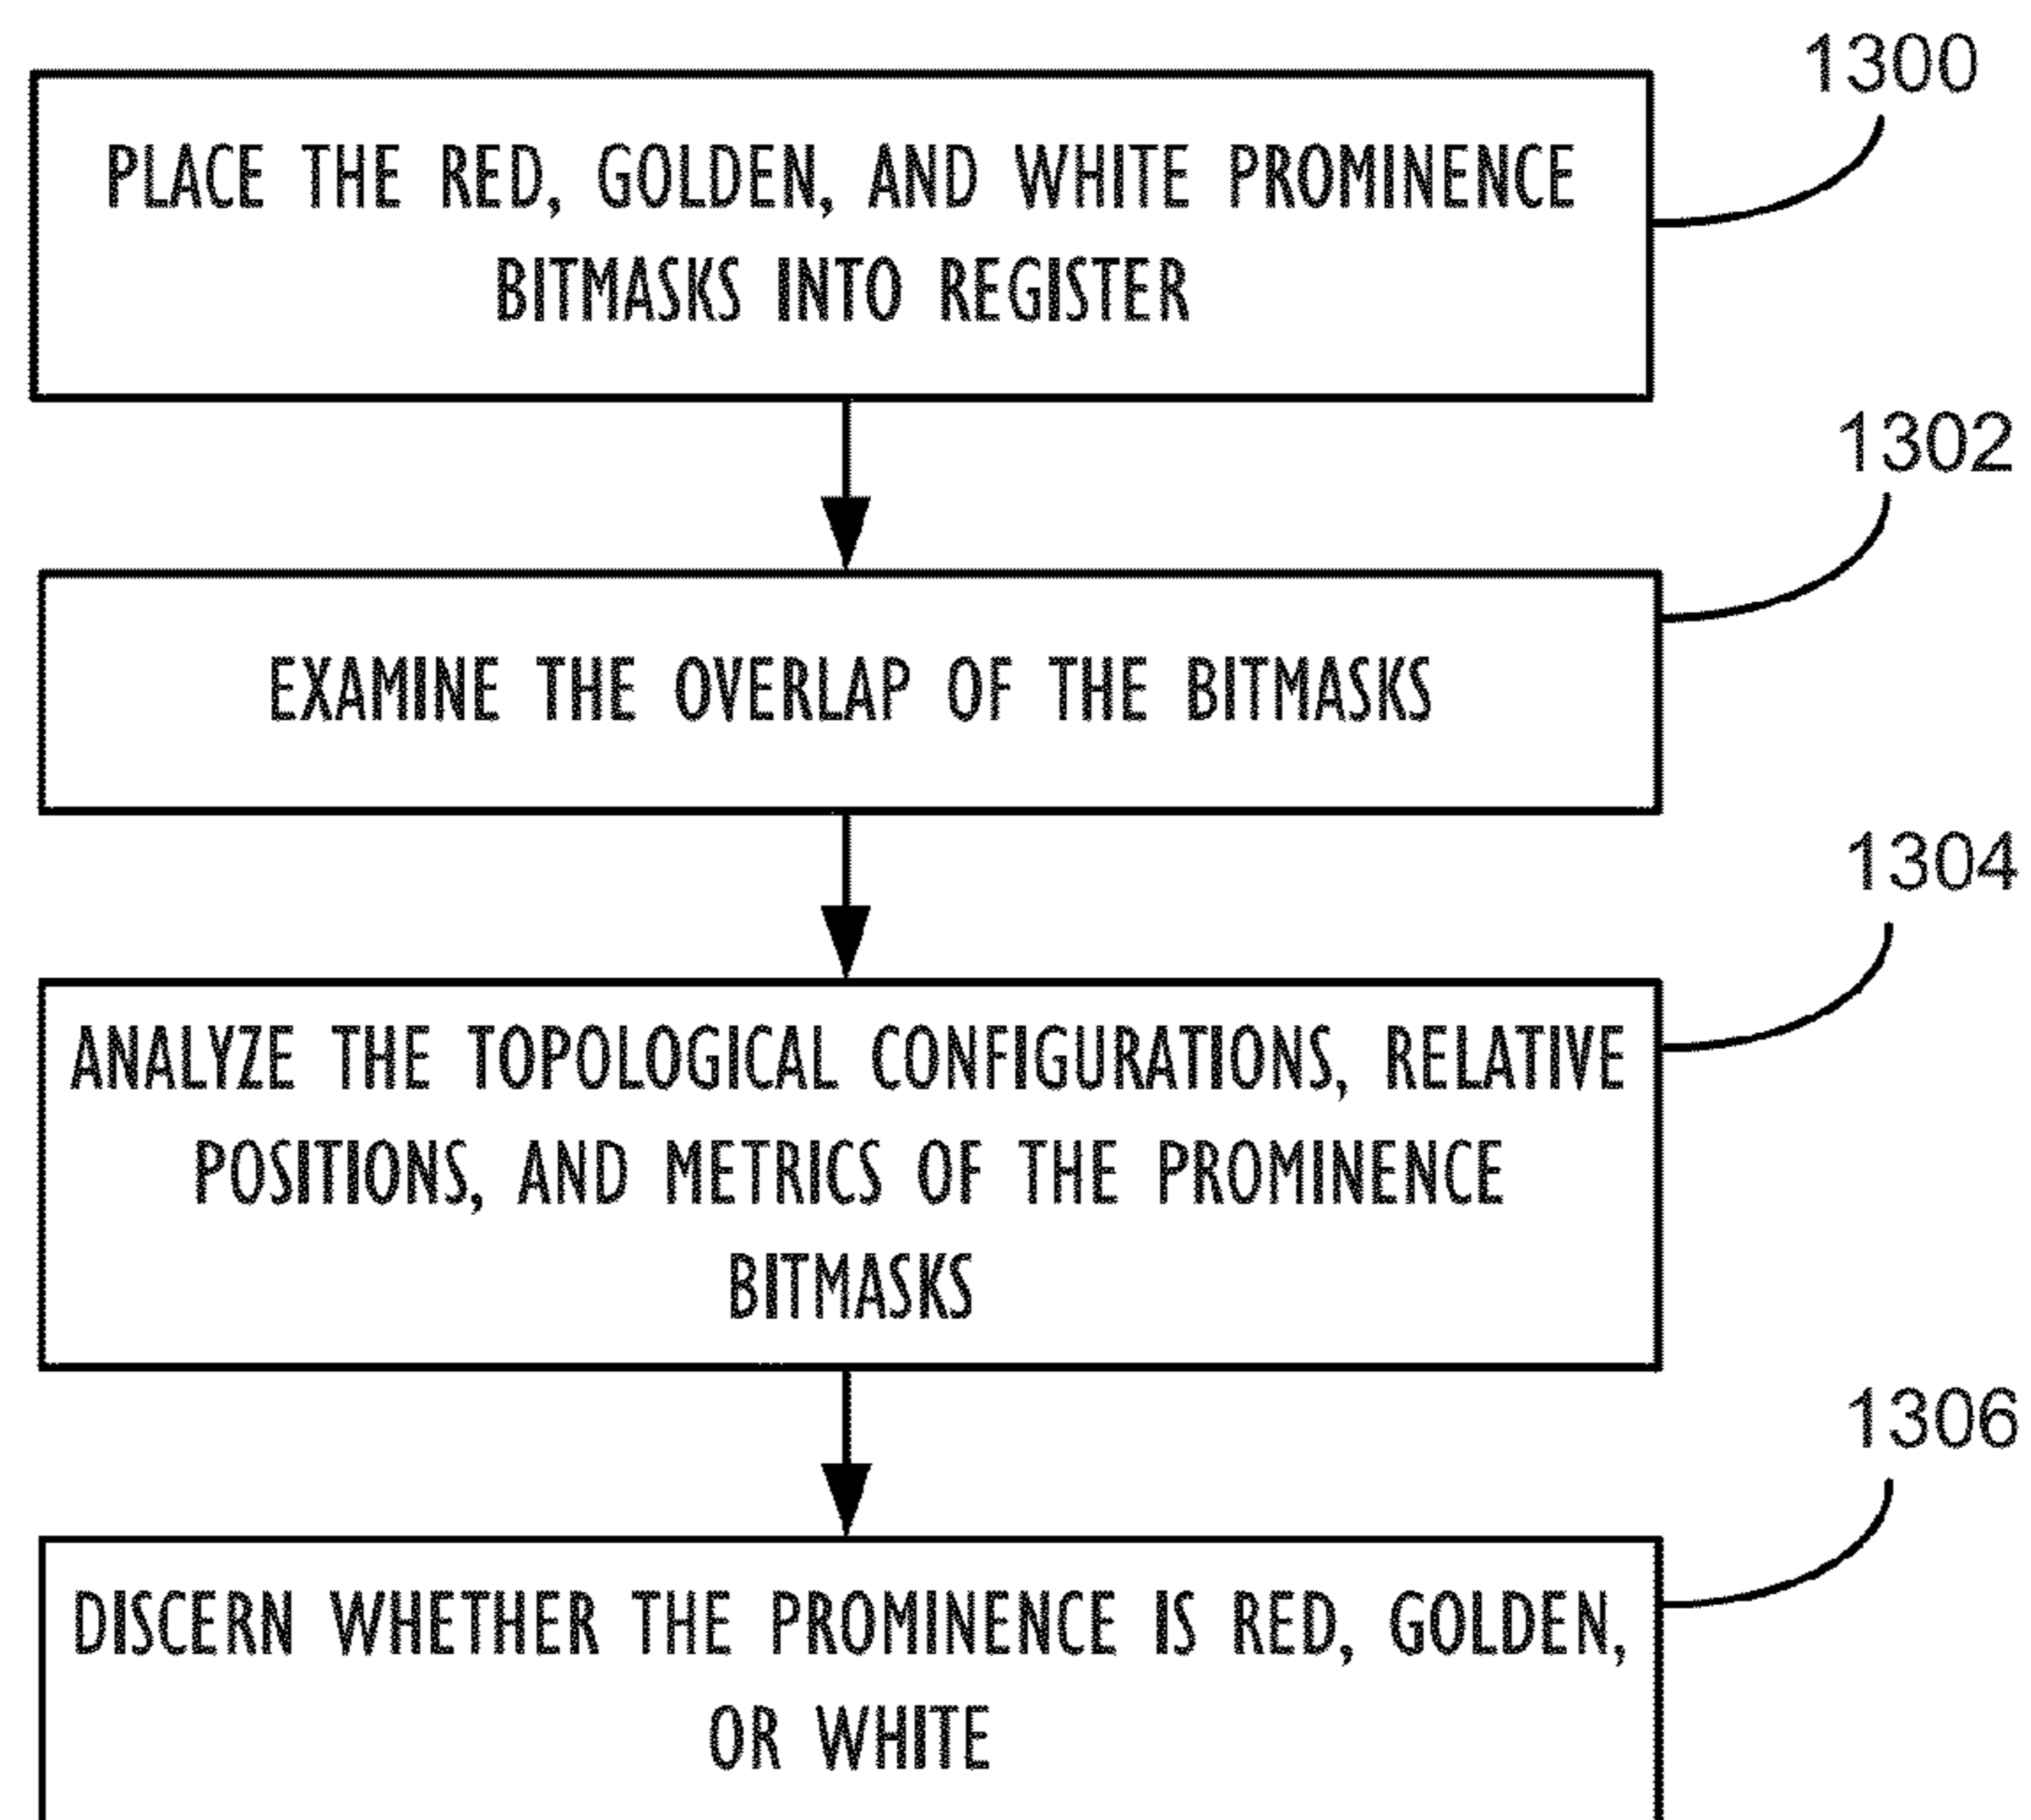 1300
PLACE THE RED, GOLDEN, AND WHITE PROMINENCE
BITMASKS INTO REGISTER
1302
EXAMINE THE OVERLAP OF THE BITMASKS
1304
ANALYZE THE TOPOLOGICAL CONFIGURATIONS, RELATIVE
POSITIONS, AND METRICS OF THE PROMINENCE
BITMASKS
1306
DISCERN WHETHER THE PROMINENCE IS RED, GOLDEN,
OR WHITE